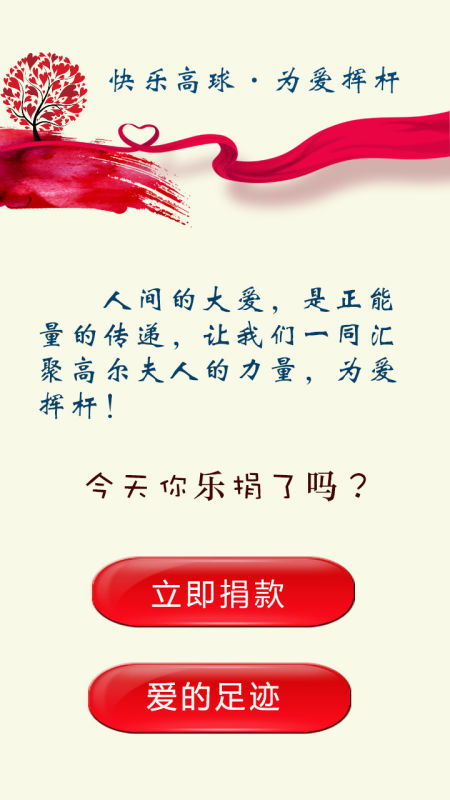 快乐高球·为爱挥杆
人间的大爱，是正能
量的传递，让我们一同汇
聚高尔夫人的力量，为爱
挥杆！
今天你乐捐了吗？
立即捐款
爱的足迹